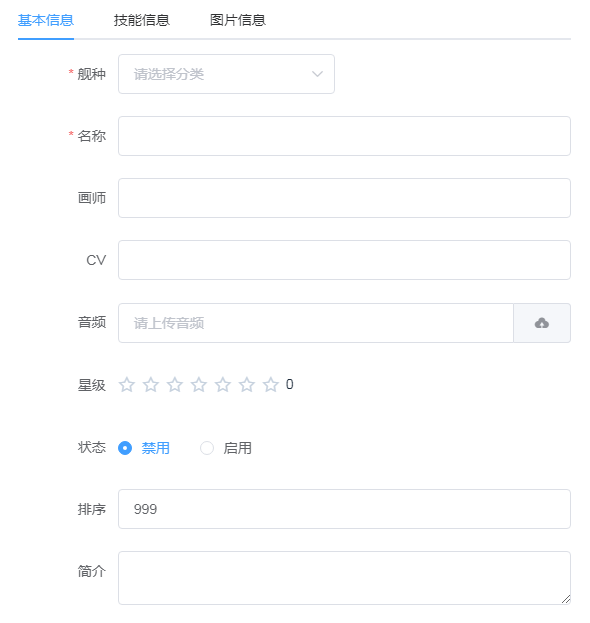 基本信息 技能信息 图片信息
* 舰种 请选择分类
* 名称
画师
CV
音频 请上传音频
星级 0
状态 禁用 启用
排序 999
简介